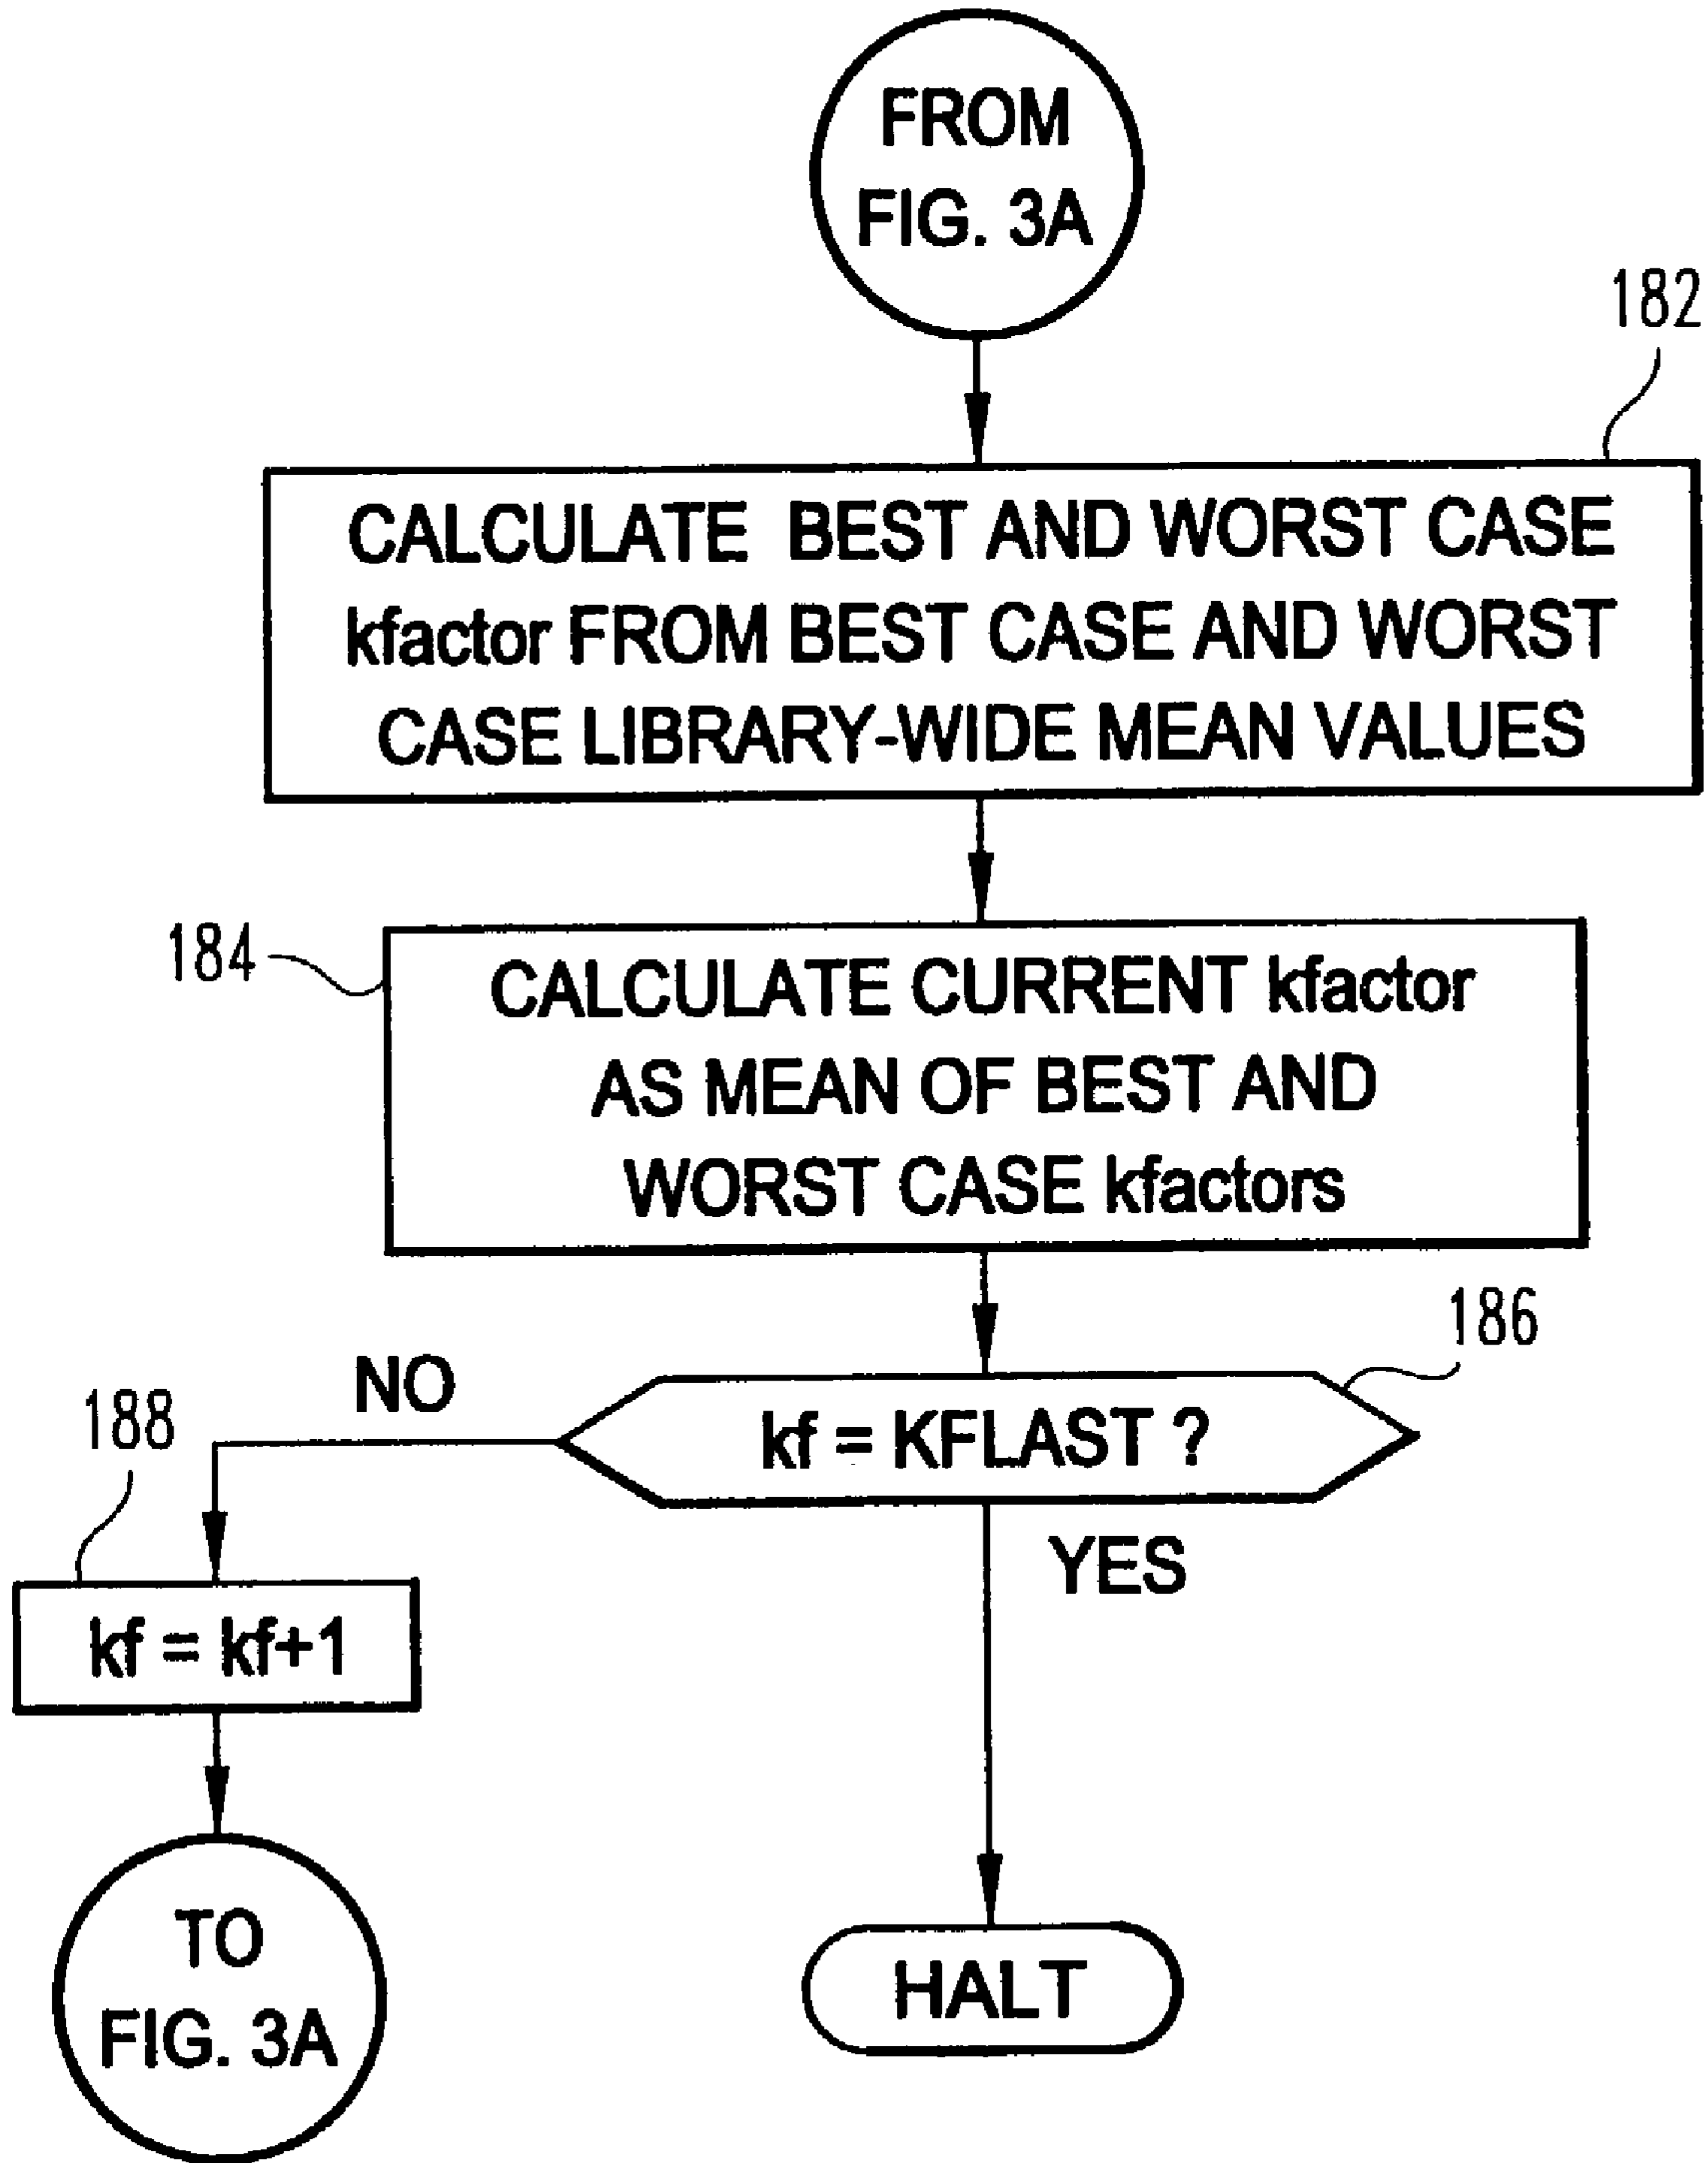 FROM
FIG. 3A
182
CALCULATE BEST AND WORST CASE
kfactor FROM BEST CASE AND WORST
CASE LIBRARY-WIDE MEAN VALUES
184
CALCULATE CURRENT kfactor
AS MEAN OF BEST AND
WORST CASE kfactors
186
NO
kf = KFLAST ?
188
YES
kf = kf+1
TO
FIG. 3A
HALT